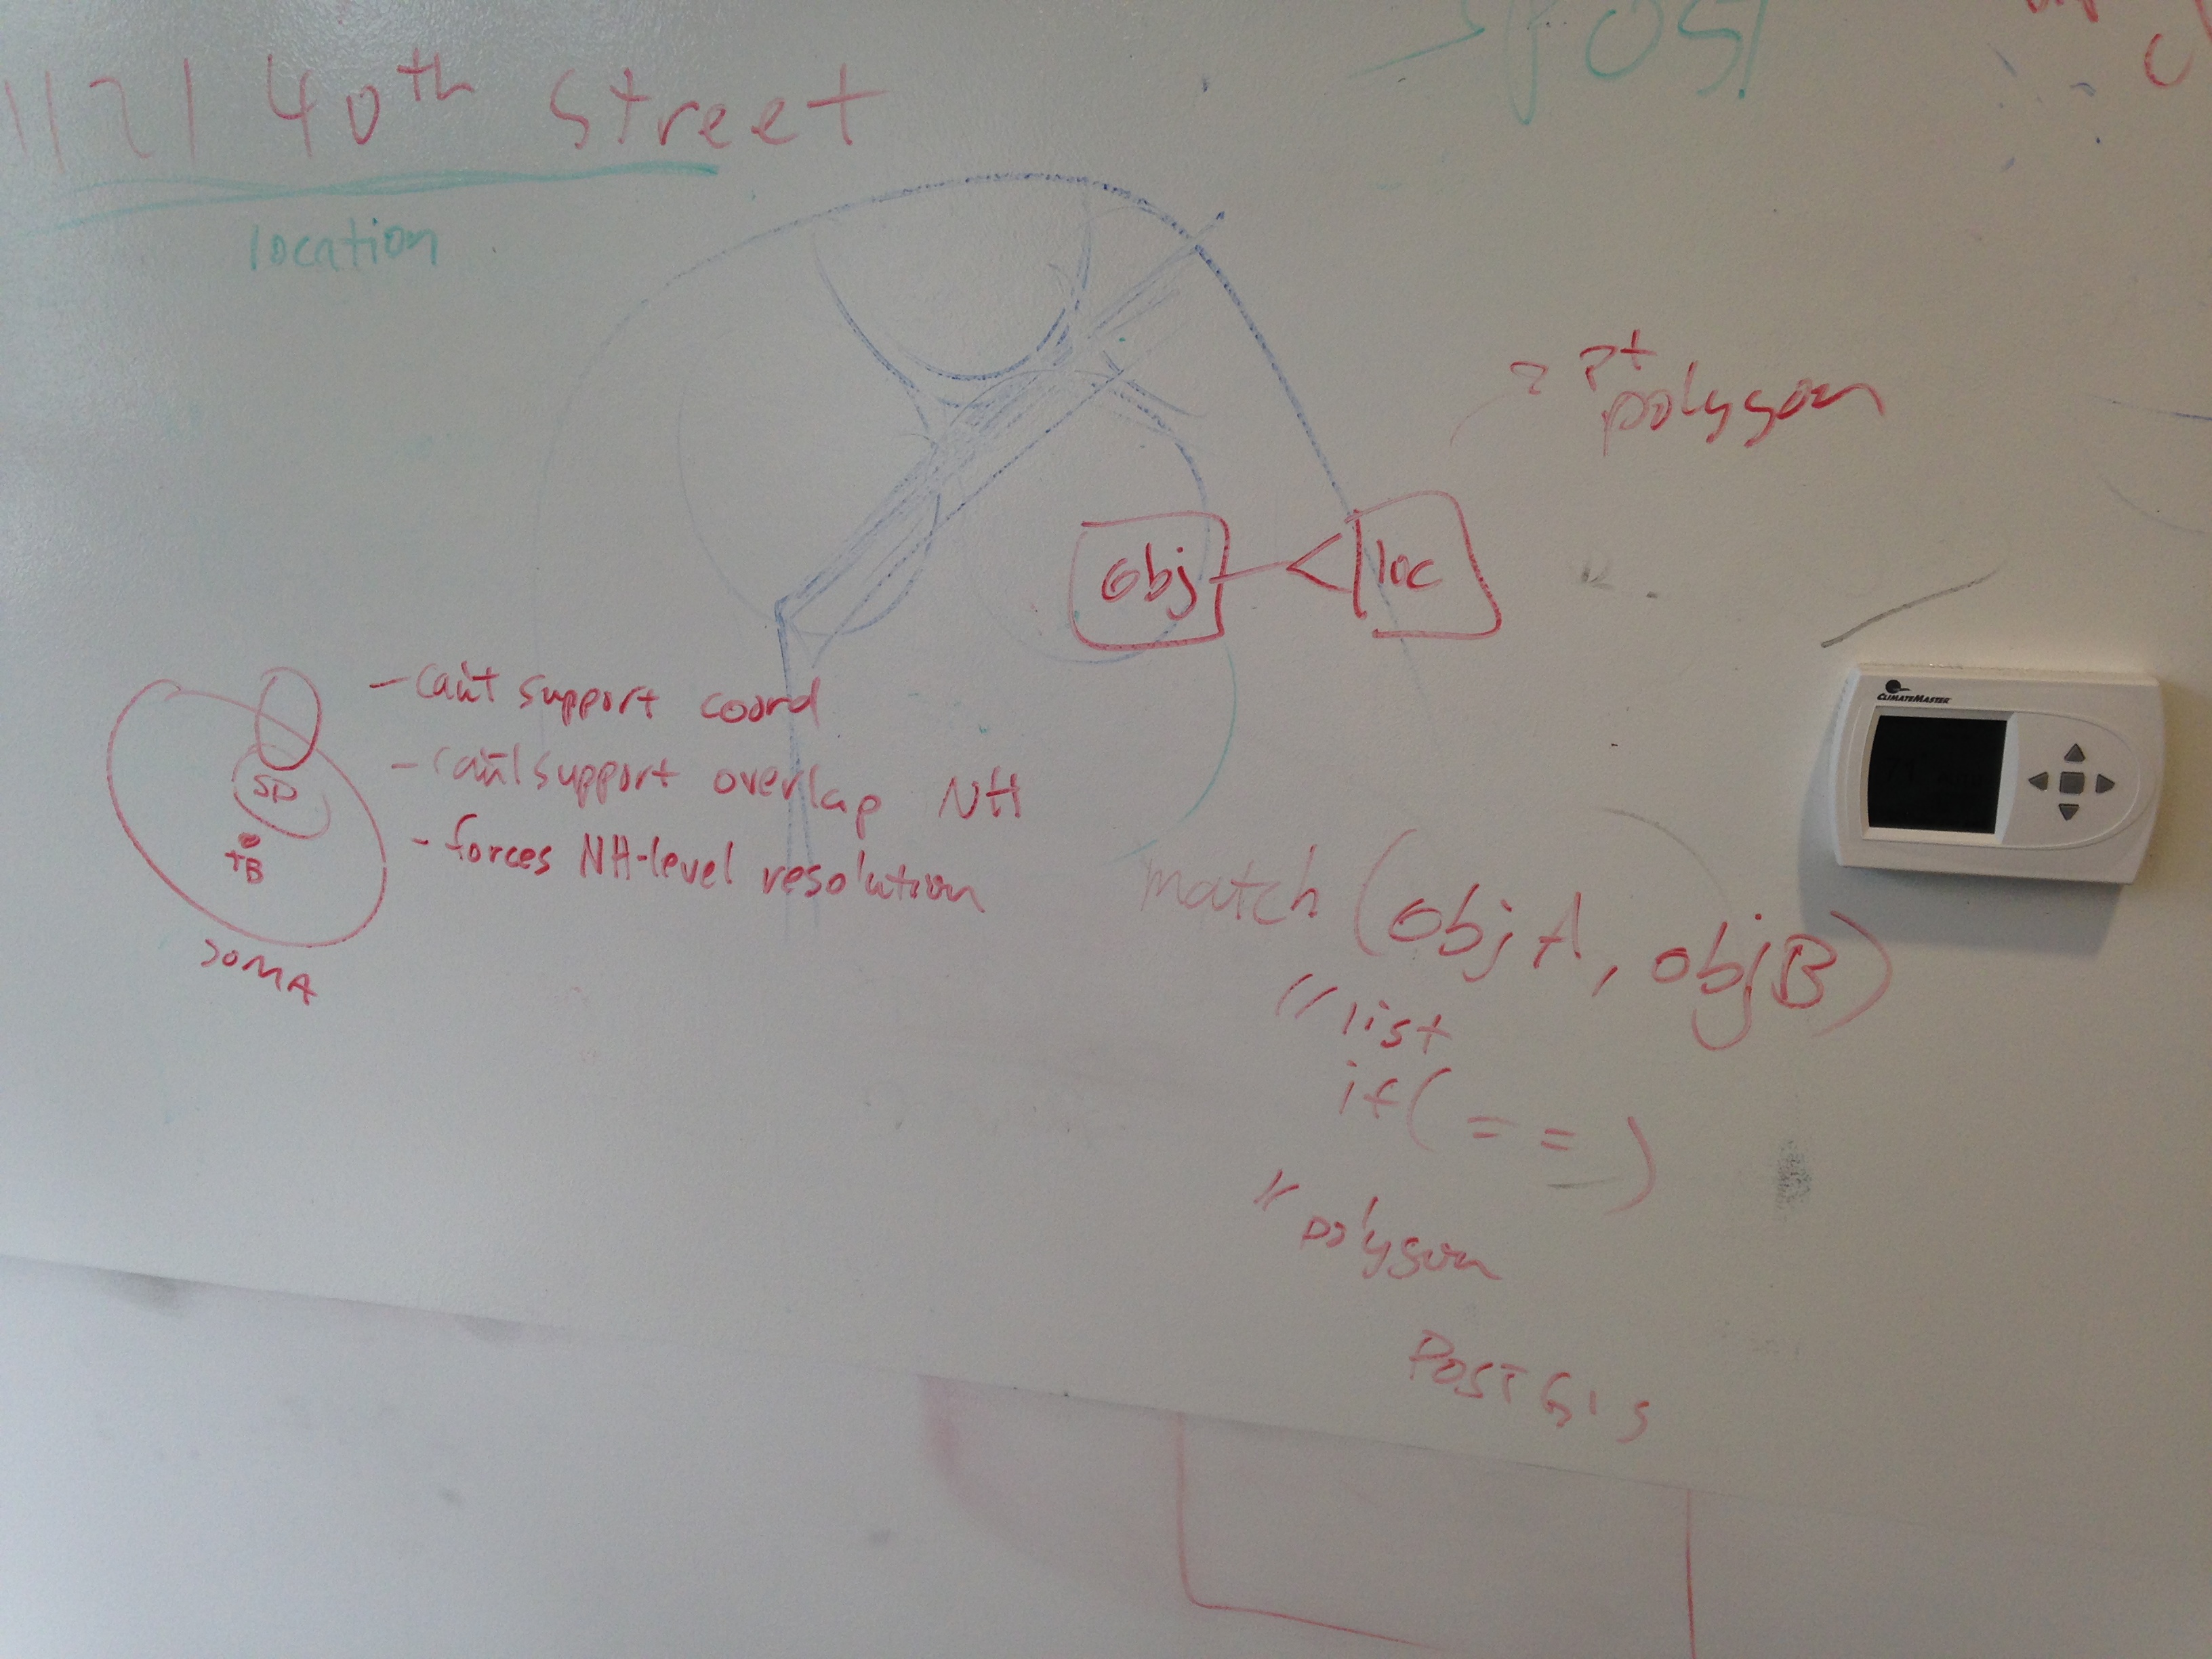 1121 40th Street
location
POST
? Pt
polygon
obj
loc
CLIMATEMASTER
- can't support coord
- can't support overlap NH
- forces NH-level resolution
SP
TB
SOMA
match (objA, objB)
// list
if( == )
// polygon
POSTGIS